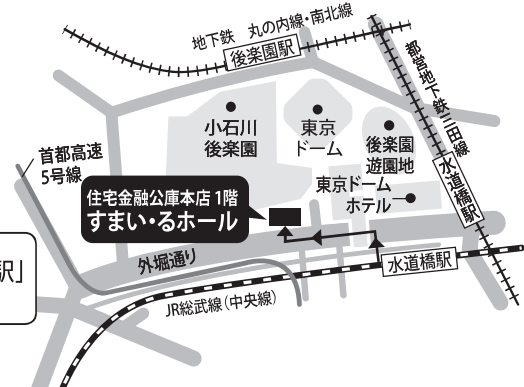 地下鉄 丸の内線・南北線
後楽園駅
都営地下鉄三田線
小石川
後楽園
東京
ドーム
後楽園
遊園地
首都高速
5号線
東京ドーム
ホテル
水道橋駅
住宅金融公庫本店 1階
すまい・るホール
外堀通り
水道橋駅
駅」
JR総武線（中央線）